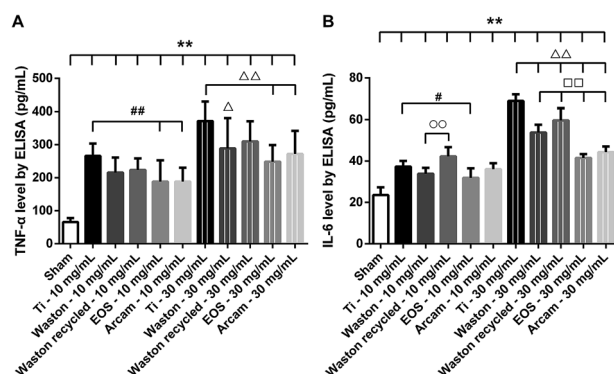 A
**
△△
△
##
TNF-α level by ELISA (pg/mL)
500
400
300
200
100
0
Sham
Ti - 10 mg/mL
Waston - 10 mg/mL
Waston recycled - 10 mg/mL
EOS - 10 mg/mL
Arcam - 10 mg/mL
Ti - 30 mg/mL
Waston - 30 mg/mL
Waston recycled - 30 mg/mL
EOS - 30 mg/mL
Arcam - 30 mg/mL
B
**
△△
□□
#
○○
IL-6 level by ELISA (pg/mL)
80
60
40
20
0
Sham
Ti - 10 mg/mL
Waston - 10 mg/mL
Waston recycled - 10 mg/mL
EOS - 10 mg/mL
Arcam - 10 mg/mL
Ti - 30 mg/mL
Waston - 30 mg/mL
Waston recycled - 30 mg/mL
EOS - 30 mg/mL
Arcam - 30 mg/mL